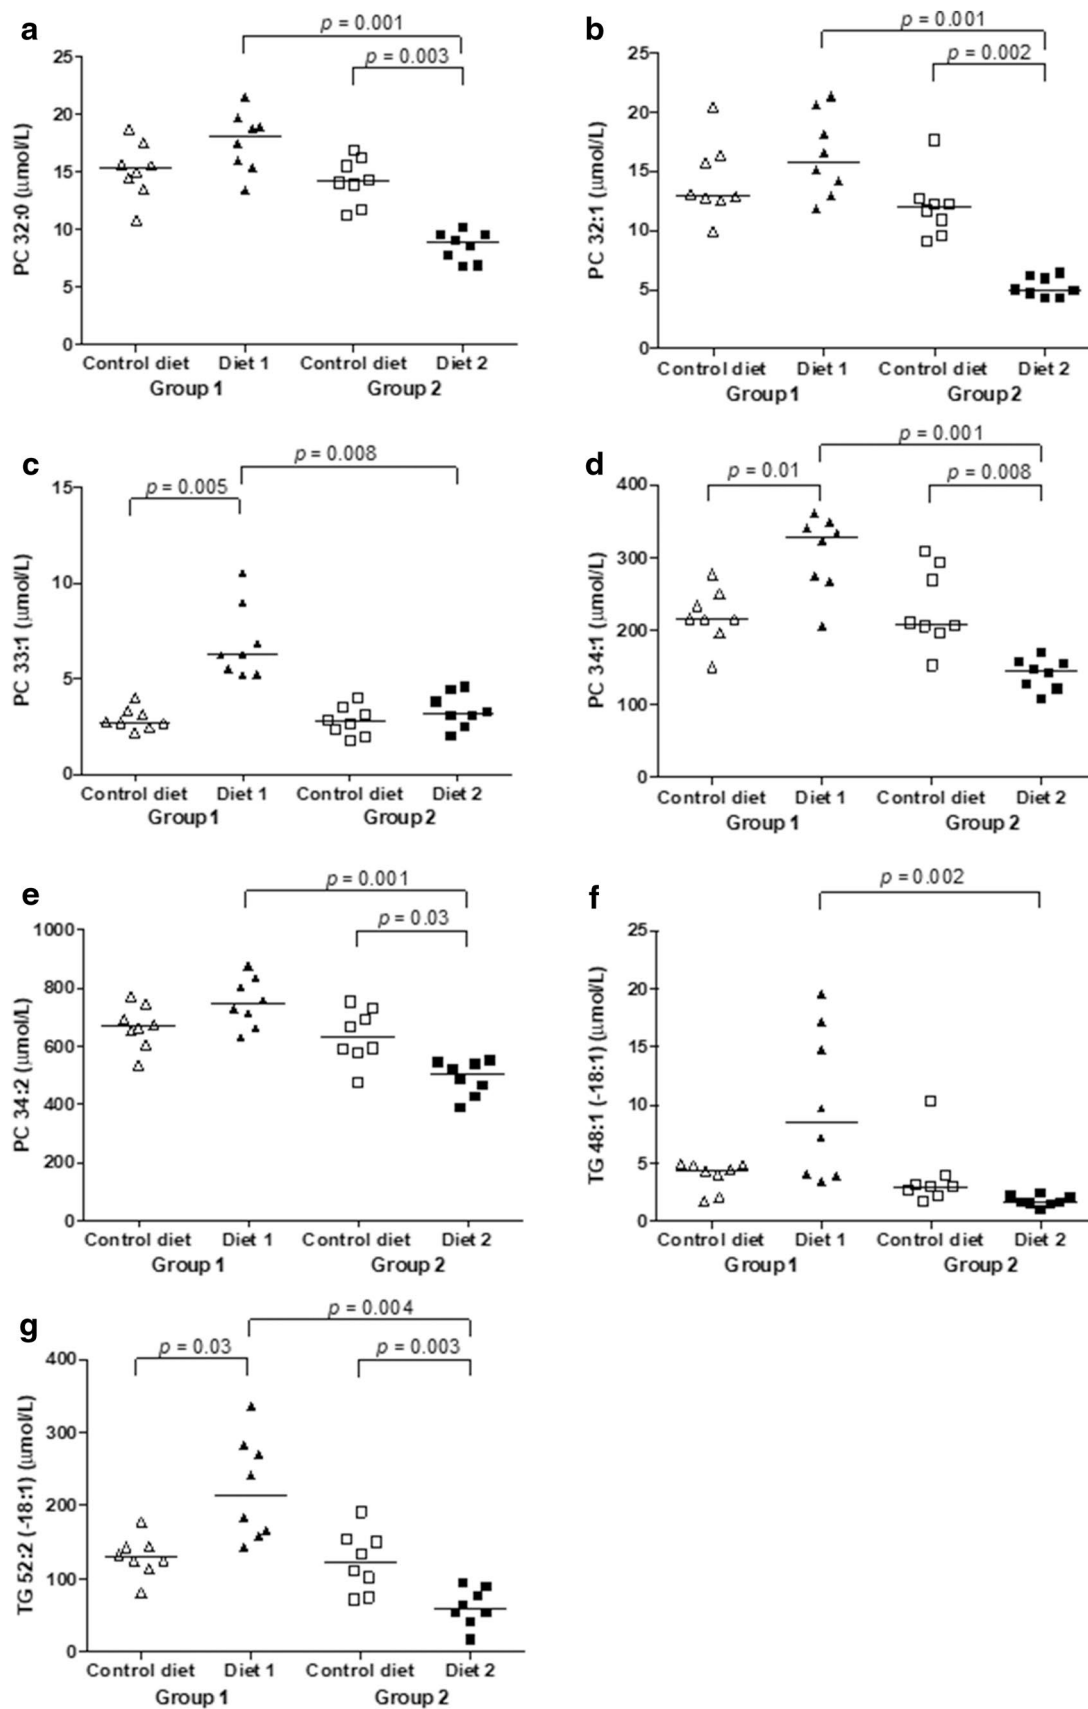 a
p = 0.001
p = 0.003
PC 32:0 (μmol/L)
25
20
15
10
5
0
Control diet Diet 1 Control diet Diet 2
Group 1 Group 2
b
p = 0.001
p = 0.002
PC 32:1 (μmol/L)
25
20
15
10
5
0
Control diet Diet 1 Control diet Diet 2
Group 1 Group 2
c
p = 0.008
p = 0.005
PC 33:1 (μmol/L)
15
10
5
0
Control diet Diet 1 Control diet Diet 2
Group 1 Group 2
d
p = 0.001
p = 0.01 p = 0.008
PC 34:1 (μmol/L)
400
300
200
100
0
Control diet Diet 1 Control diet Diet 2
Group 1 Group 2
e
p = 0.001
p = 0.03
PC 34:2 (μmol/L)
1000
800
600
400
200
0
Control diet Diet 1 Control diet Diet 2
Group 1 Group 2
f
p = 0.002
TG 48:1 (-18:1) (μmol/L)
25
20
15
10
5
0
Control diet Diet 1 Control diet Diet 2
Group 1 Group 2
g
p = 0.004
p = 0.03 p = 0.003
TG 52:2 (-18:1) (μmol/L)
400
300
200
100
0
Control diet Diet 1 Control diet Diet 2
Group 1 Group 2